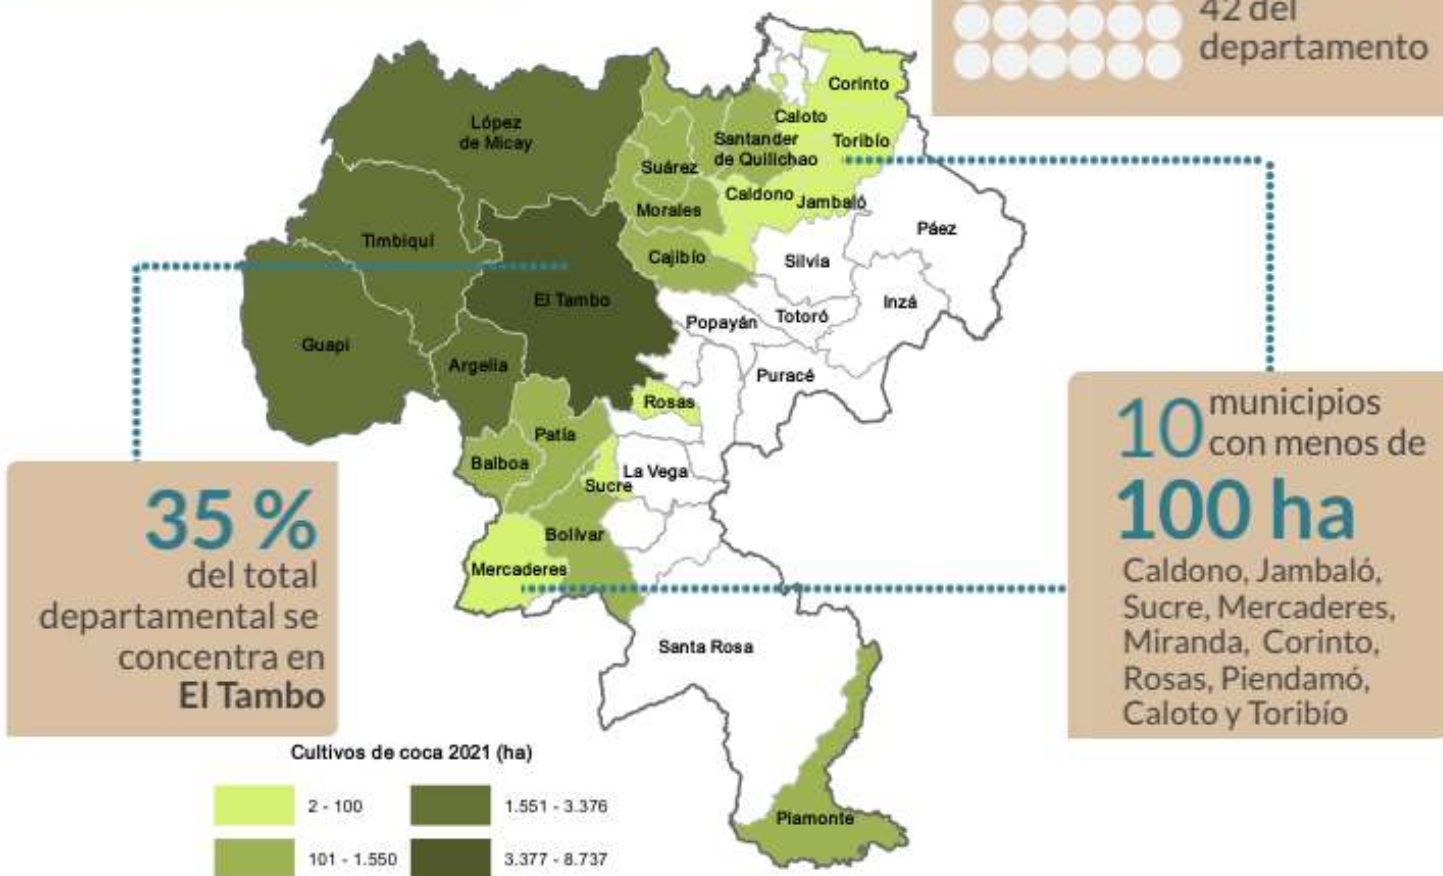 42 del
departamento
Corinto
Caloto
López
de Micay
Santander
de Quilichao
Toribío
Suárez
Caldono
Jambaló
Morales
Páez
Timbiquí
Cajibío
Silvia
El Tambo
Inzá
Popayán
Totoró
Guapi
Argelia
Puracé
Rosas
Patía
Balboa
La Vega
Sucre
Bolívar
Mercaderes
Santa Rosa
Piamonte
35 %
del total
departamental se
concentra en
El Tambo
10 municipios
con menos de
100 ha
Caldono, Jambaló,
Sucre, Mercaderes,
Miranda, Corinto,
Rosas, Piendamó,
Caloto y Toribío
Cultivos de coca 2021 (ha)
2 - 100
1.551 - 3.376
101 - 1.550
3.377 - 8.737